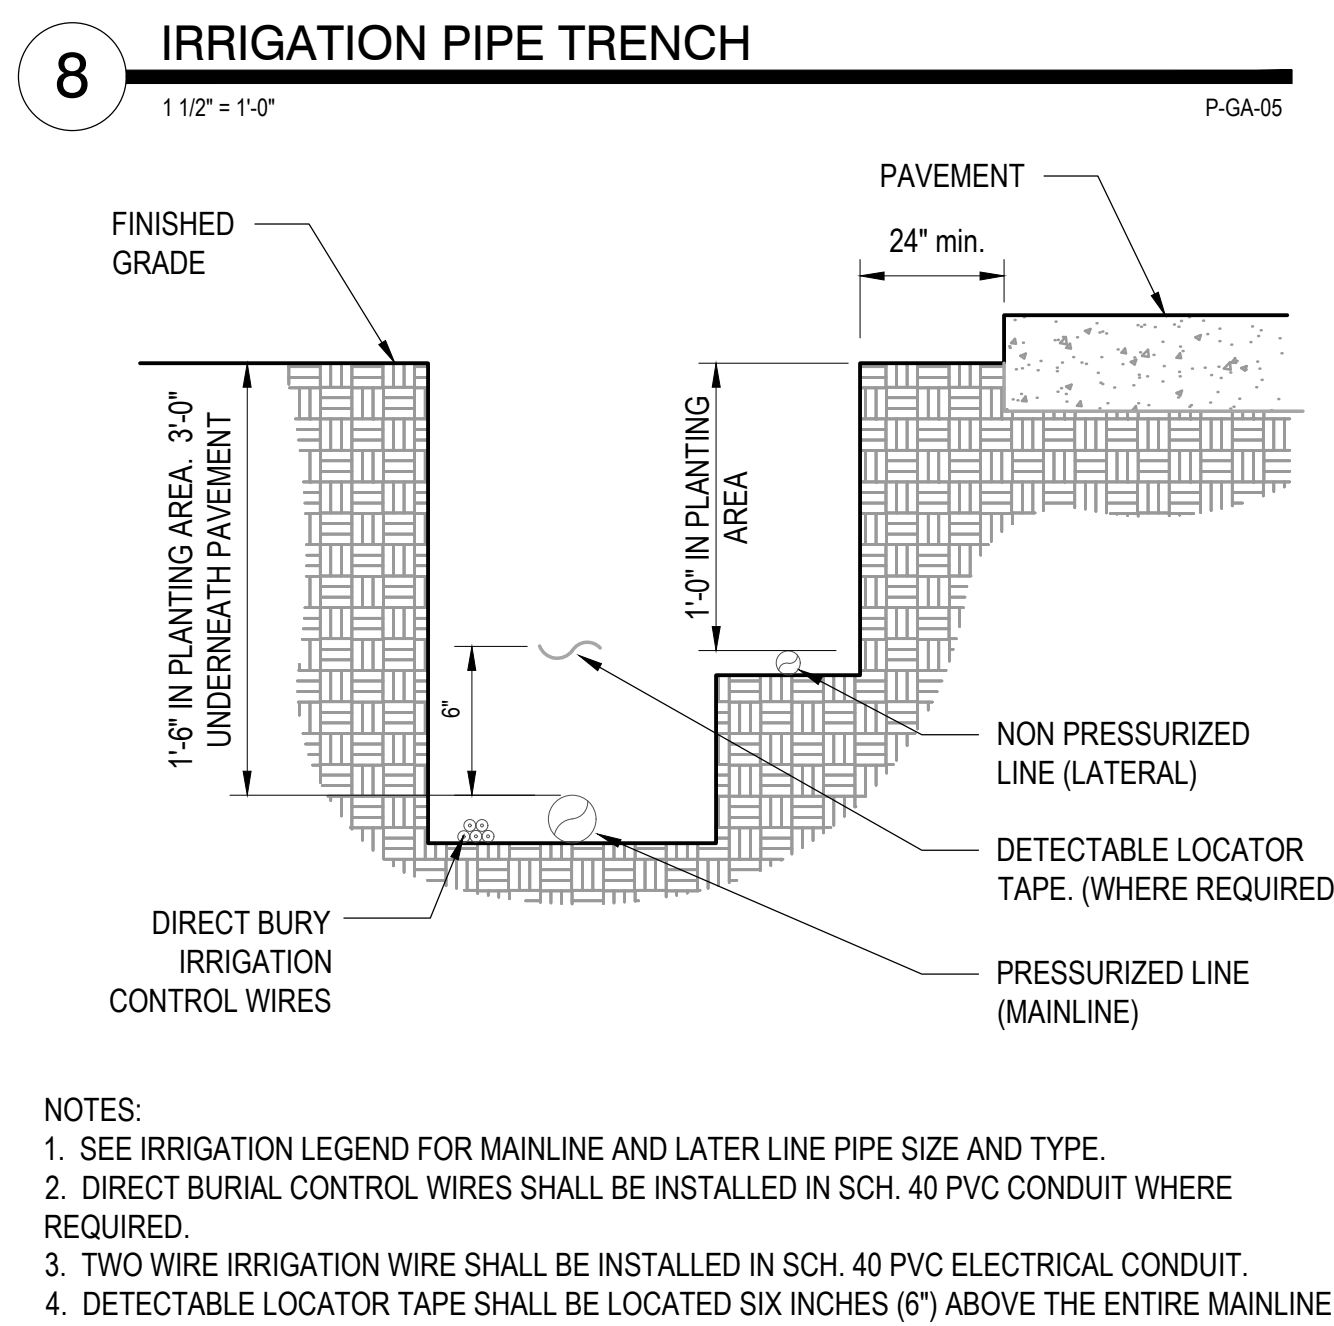 8
IRRIGATION PIPE TRENCH
1 1/2" = 1'-0"
P-GA-05
PAVEMENT
24" min.
FINISHED
GRADE
1'-6" IN PLANTING AREA. 3'-0"
UNDERNEATH PAVEMENT
1'-0" IN PLANTING
AREA
6"
NON PRESSURIZED
LINE (LATERAL)
DETECTABLE LOCATOR
TAPE. (WHERE REQUIRED
DIRECT BURY
IRRIGATION
CONTROL WIRES
PRESSURIZED LINE
(MAINLINE)
NOTES:
1. SEE IRRIGATION LEGEND FOR MAINLINE AND LATER LINE PIPE SIZE AND TYPE.
2. DIRECT BURIAL CONTROL WIRES SHALL BE INSTALLED IN SCH. 40 PVC CONDUIT WHERE
REQUIRED.
3. TWO WIRE IRRIGATION WIRE SHALL BE INSTALLED IN SCH. 40 PVC ELECTRICAL CONDUIT.
4. DETECTABLE LOCATOR TAPE SHALL BE LOCATED SIX INCHES (6") ABOVE THE ENTIRE MAINLINE